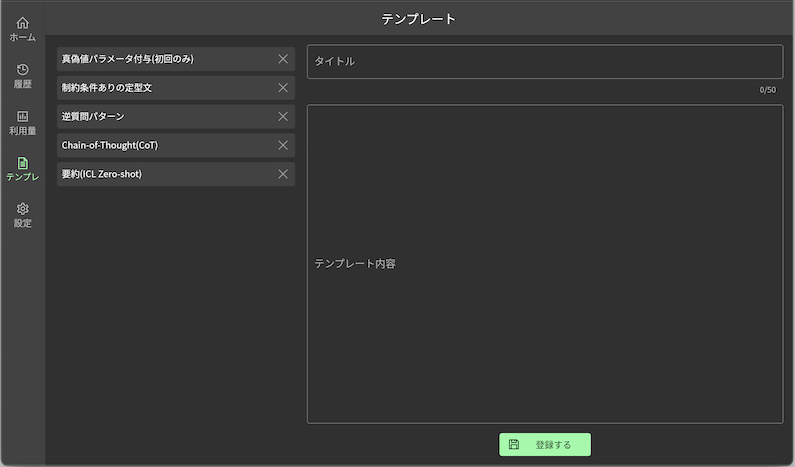 テンプレート
ホーム
履歴
利用量
テンプレ
設定
真偽値パラメータ付与(初回のみ)
制約条件ありの定型文
逆質問パターン
Chain-of-Thought(CoT)
要約(ICL Zero-shot)
タイトル
0/50
テンプレート内容
登録する